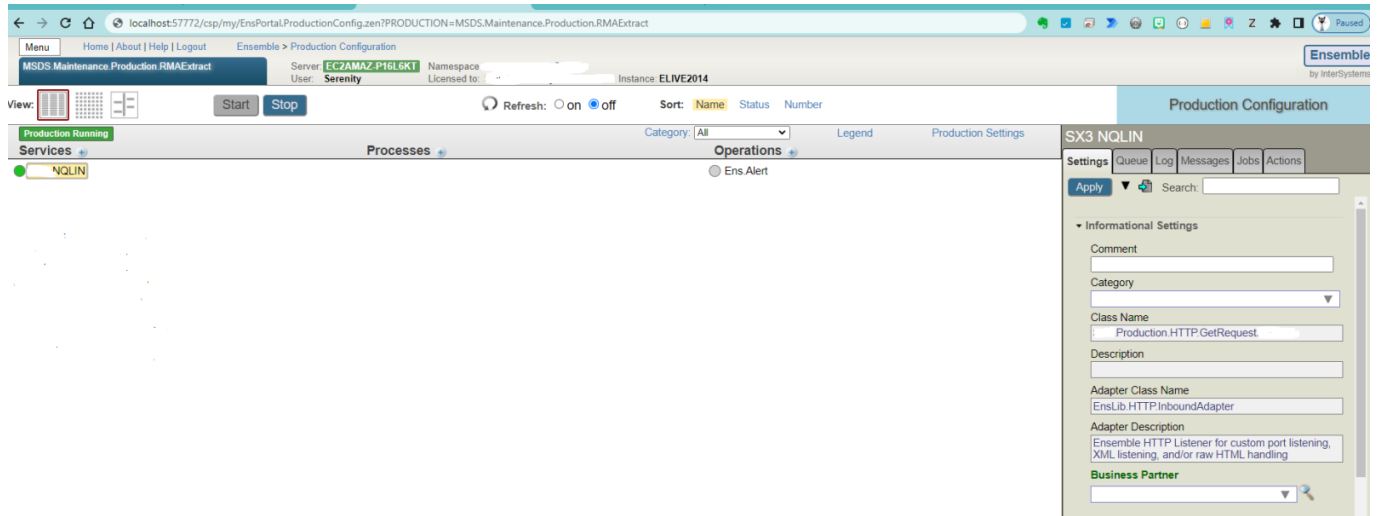 localhost:57772/csp/my/EnsPortal.ProductionConfig.zen?PRODUCTION=MSDS.Maintenance.Production.RMAExtract
Z
Paused
Menu Home | About | Help | Logout Ensemble > Production Configuration
Ensemble
by InterSystems
MSDS.Maintenance.Production.RMAExtract
Server: EC2AMAZ-P16L6KT Namespace
User: Serenity Licensed to: Instance: ELIVE2014
View: Start Stop Refresh: on off Sort: Name Status Number Production Configuration
Production Running Category: All Legend Production Settings
Services Processes Operations
NQLIN Ens.Alert
SX3 NQLIN
Settings Queue Log Messages Jobs Actions
Apply Search:
Informational Settings
Comment
Category
Class Name
Production.HTTP.GetRequest.
Description
Adapter Class Name
EnsLib.HTTP.InboundAdapter
Adapter Description
Ensemble HTTP Listener for custom port listening,
XML listening, and/or raw HTML handling
Business Partner